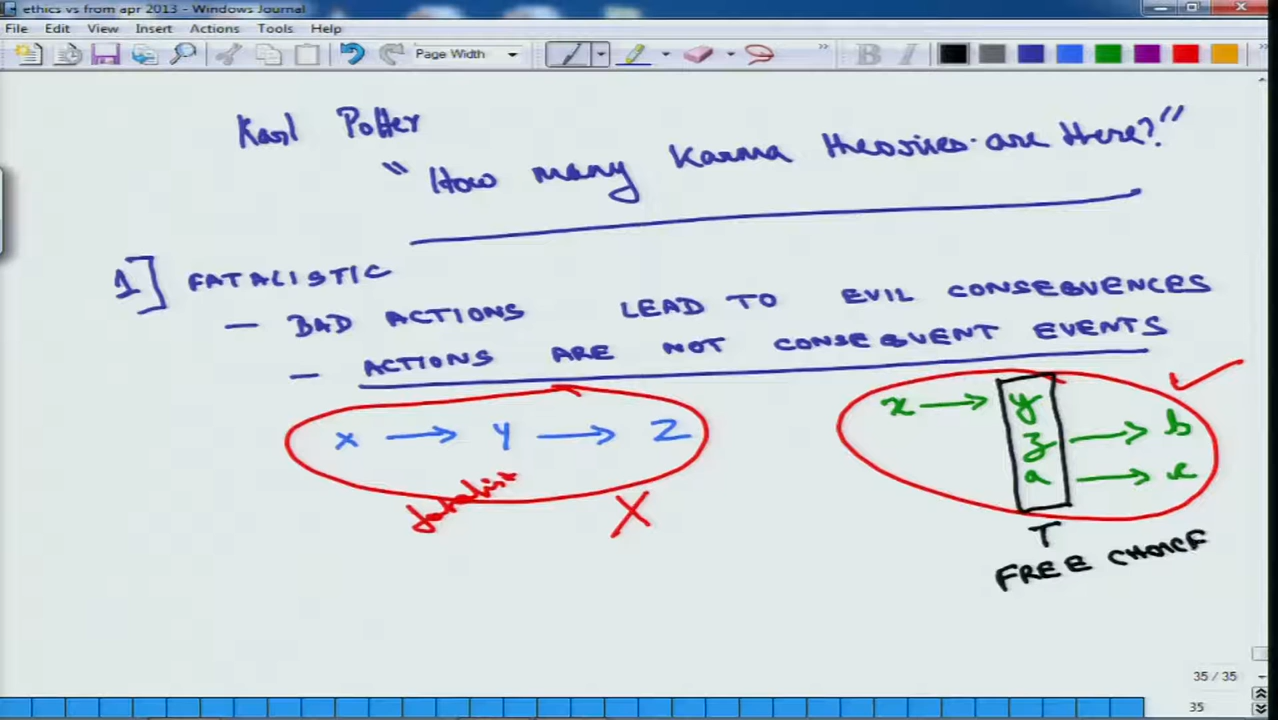 ethics vs from apr 2013 - Windows Journal
File Edit View Insert Actions Tools Help
Page Width
B I
Karl Potter
"How many Karma theories are there?"
1] FATALISTIC
— BAD ACTIONS LEAD TO EVIL CONSEQUENCES
— ACTIONS ARE NOT CONSEQUENT EVENTS
x → y → z
fatalist
X
x → y
z → b
a → c
T
FREE CHOICE
35 / 35
35